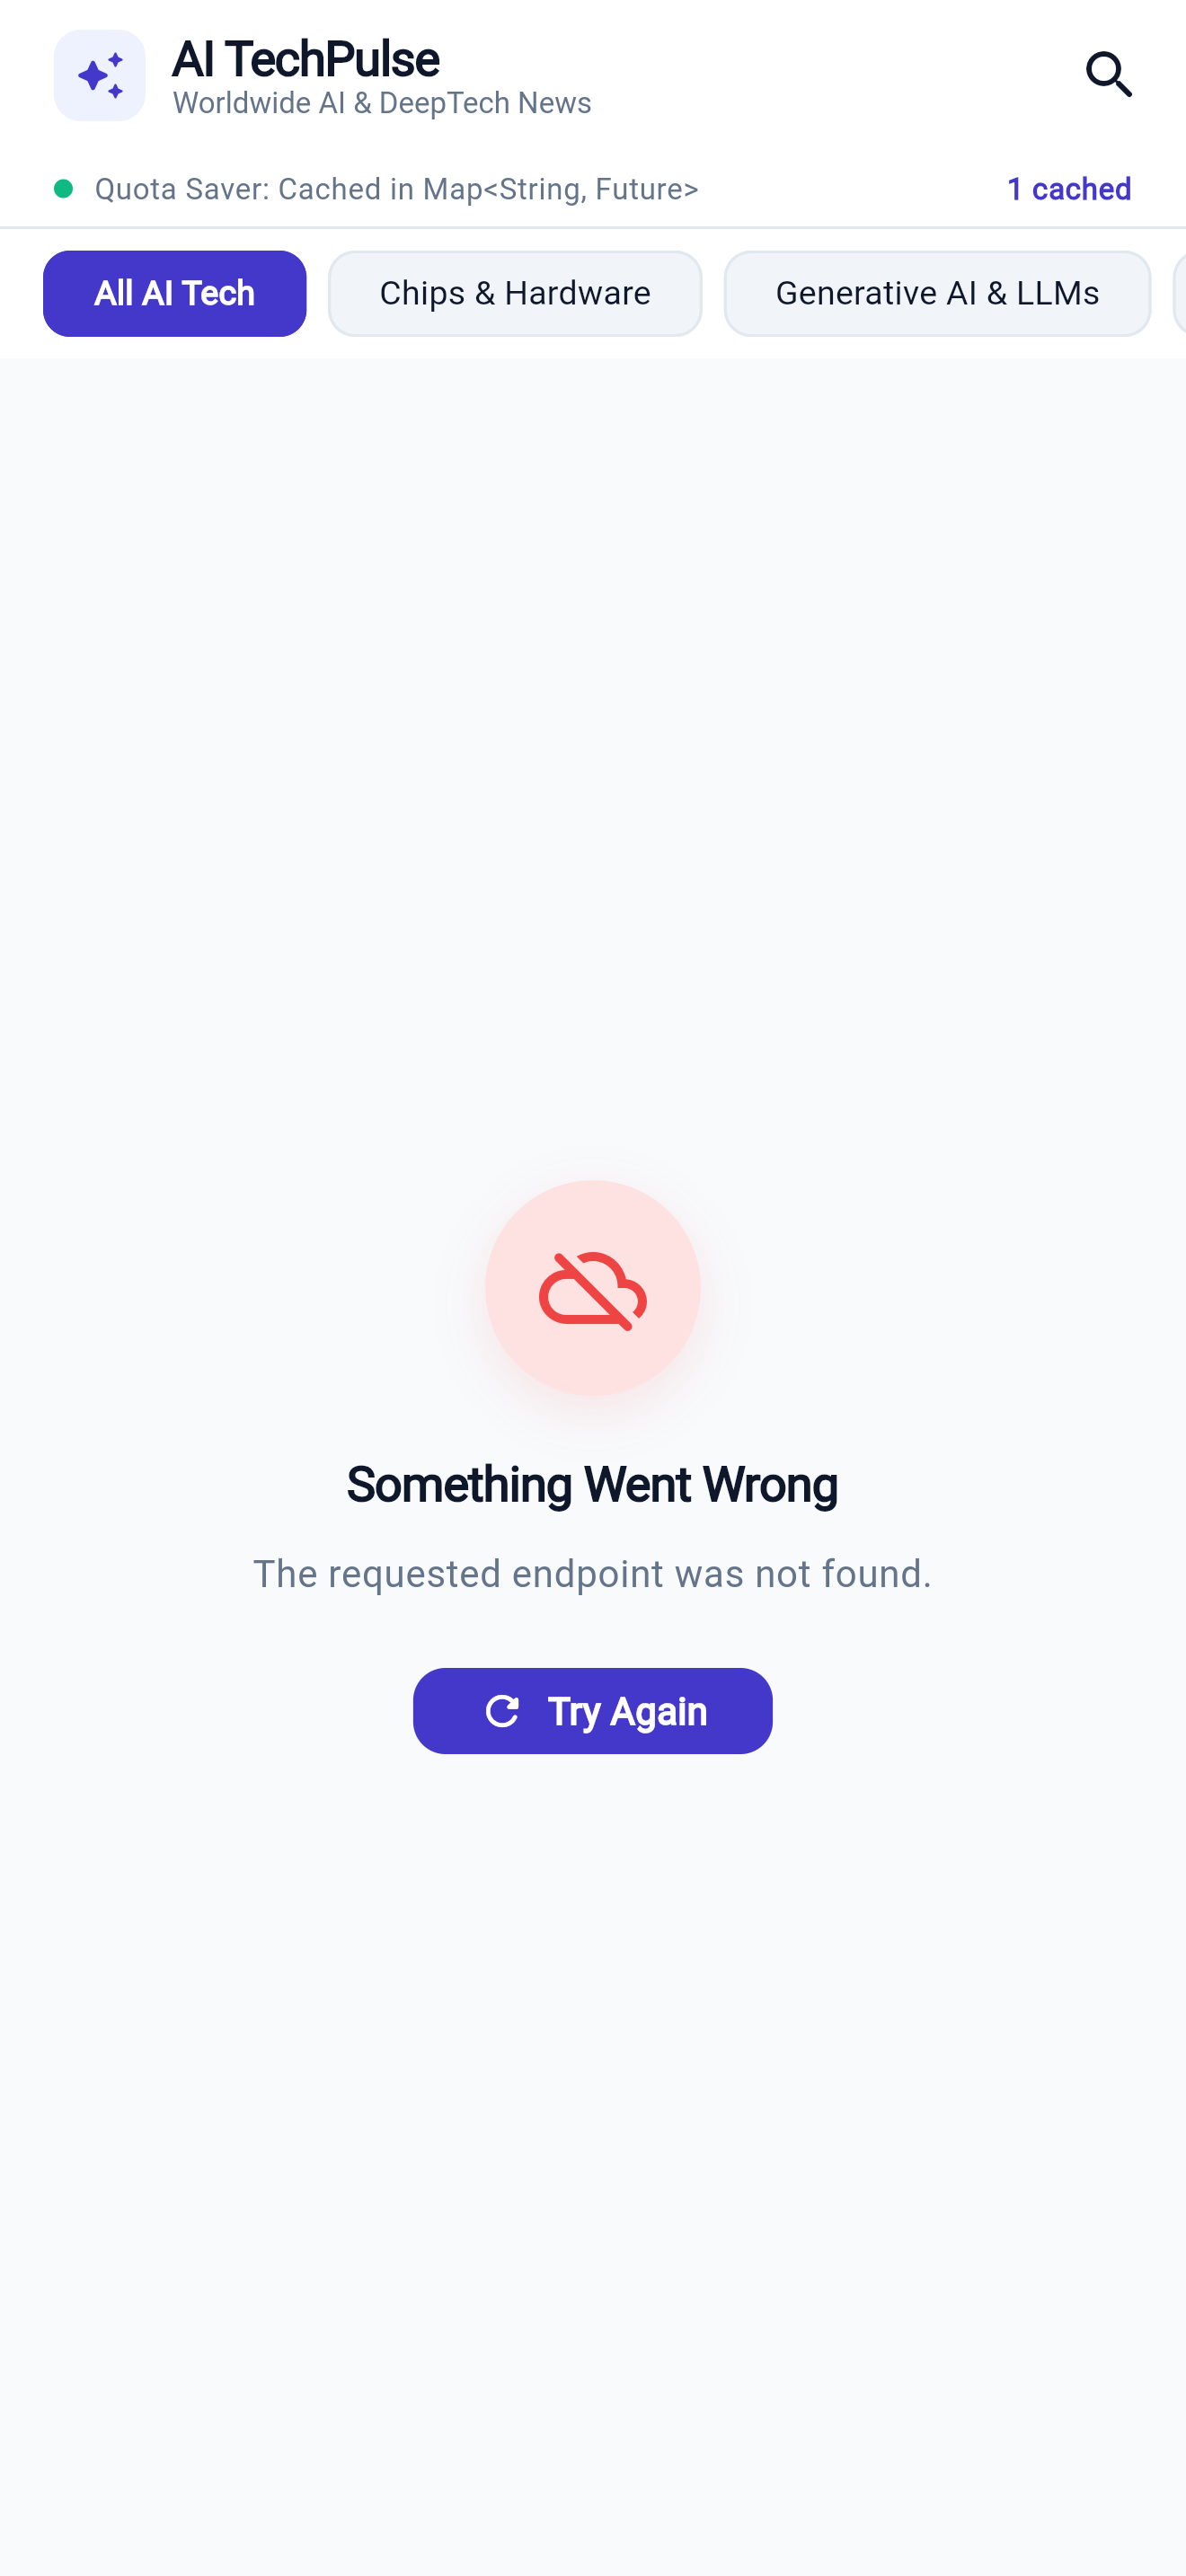 AI TechPulse
Worldwide AI & DeepTech News
Quota Saver: Cached in Map<String, Future>
1 cached
All AI Tech
Chips & Hardware
Generative AI & LLMs
Something Went Wrong
The requested endpoint was not found.
Try Again